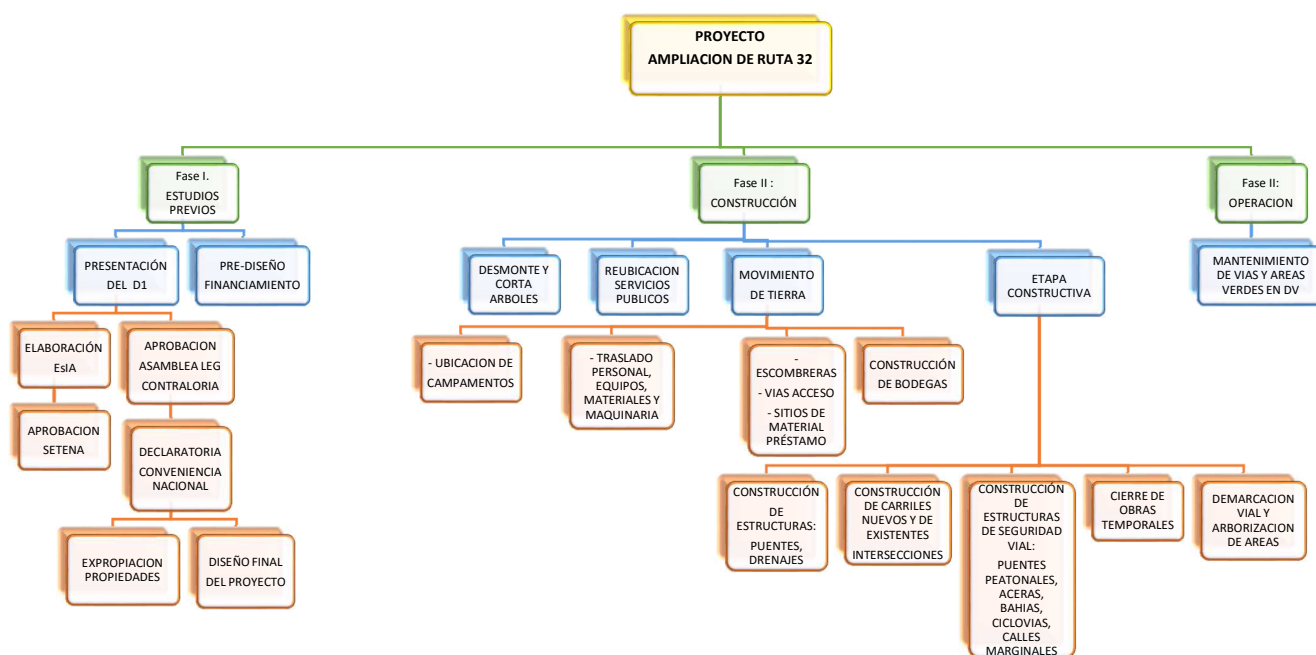 PROYECTO
AMPLIACION DE RUTA 32
Fase I.
ESTUDIOS
PREVIOS
Fase II :
CONSTRUCCIÓN
Fase II:
OPERACION
PRESENTACIÓN
DEL D1
PRE-DISEÑO
FINANCIAMIENTO
DESMONTE Y
CORTA
ARBOLES
REUBICACION
SERVICIOS
PUBLICOS
MOVIMIENTO
DE TIERRA
ETAPA
CONSTRUCTIVA
MANTENIMIENTO
DE VIAS Y AREAS
VERDES EN DV
ELABORACIÓN
EsIA
APROBACION
ASAMBLEA LEG
CONTRALORIA
- UBICACION DE
CAMPAMENTOS
- TRASLADO
PERSONAL,
EQUIPOS,
MATERIALES Y
MAQUINARIA
-
ESCOMBRERAS
- VIAS ACCESO
- SITIOS DE
MATERIAL
PRÉSTAMO
CONSTRUCCIÓN
DE BODEGAS
APROBACION
SETENA
DECLARATORIA
CONVENIENCIA
NACIONAL
EXPROPIACION
PROPIEDADES
DISEÑO FINAL
DEL PROYECTO
CONSTRUCCIÓN
DE
ESTRUCTURAS:
PUENTES,
DRENAJES
CONSTRUCCIÓN
DE CARRILES
NUEVOS Y DE
EXISTENTES
INTERSECCIONES
CONSTRUCCIÓN
DE
ESTRUCTURAS
DE SEGURIDAD
VIAL:
PUENTES
PEATONALES,
ACERAS,
BAHIAS,
CICLOVIAS,
CALLES
MARGINALES
CIERRE DE
OBRAS
TEMPORALES
DEMARCACION
VIAL Y
ARBORIZACION
DE AREAS